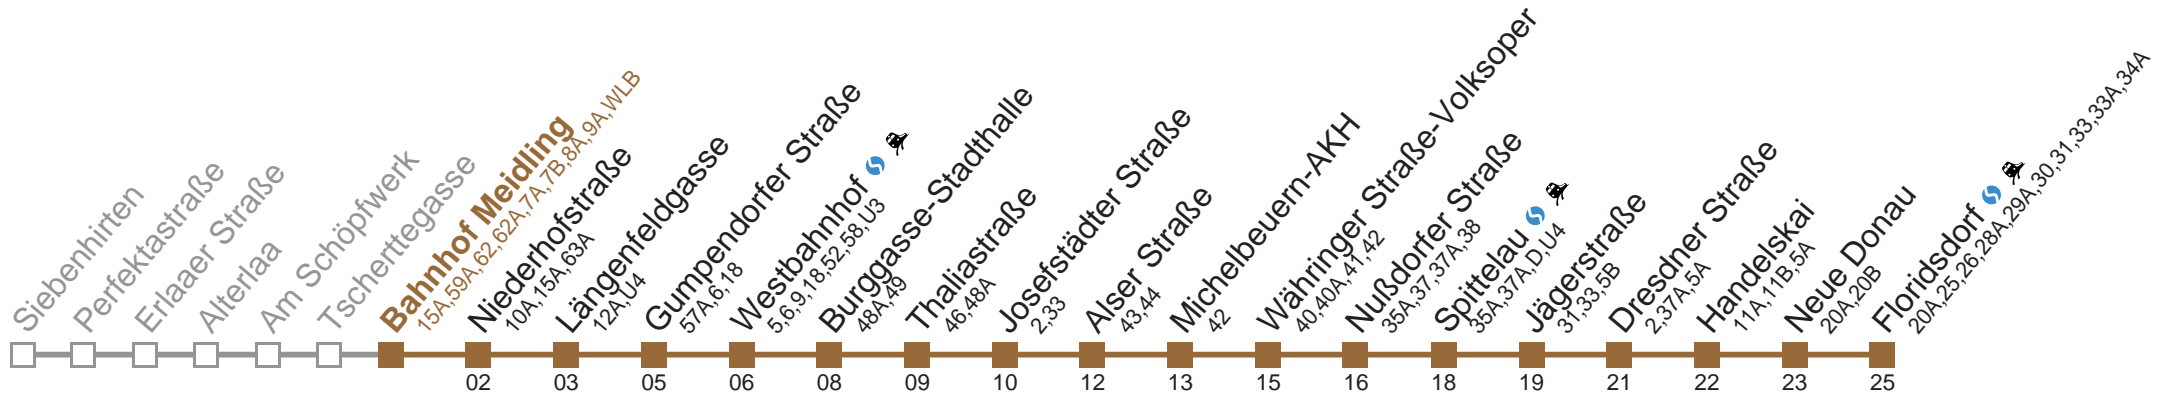 Siebenhirten
Perfektastraße
Erlaaer Straße
Alterlaa
Am Schöpfwerk
Tscherttegasse
Bahnhof Meidling
15A,59A,62,62A,7A,7B,8A,9A,WLB
Niederhofstraße
10A,15A,63A
Längenfeldgasse
12A,U4
Gumpendorfer Straße
57A,6,18
Westbahnhof
5,6,9,18,52,58,U3
Burggasse-Stadthalle
48A,49
Thaliastraße
46,48A
Josefstädter Straße
2,33
Alser Straße
43,44
Michelbeuern-AKH
42
Währinger Straße-Volksoper
40,40A,41,42
Nußdorfer Straße
35A,37,37A,38
Spittelau
35A,37A,D,U4
Jägerstraße
31,33,5B
Dresdner Straße
2,37A,5A
Handelskai
11A,11B,5A
Neue Donau
20A,20B
Floridsdorf
20A,25,26,28A,29A,30,31,33,33A,34A
02 03 05 06 08 09 10 12 13 15 16 18 19 21 22 23 25